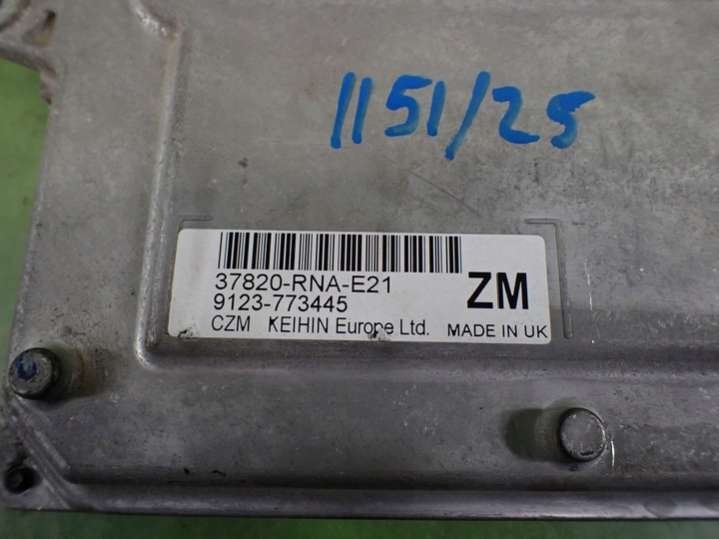 1151/25
37820-RNA-E21
9123-773445
ZM
CZM KEIHIN Europe Ltd. MADE IN UK